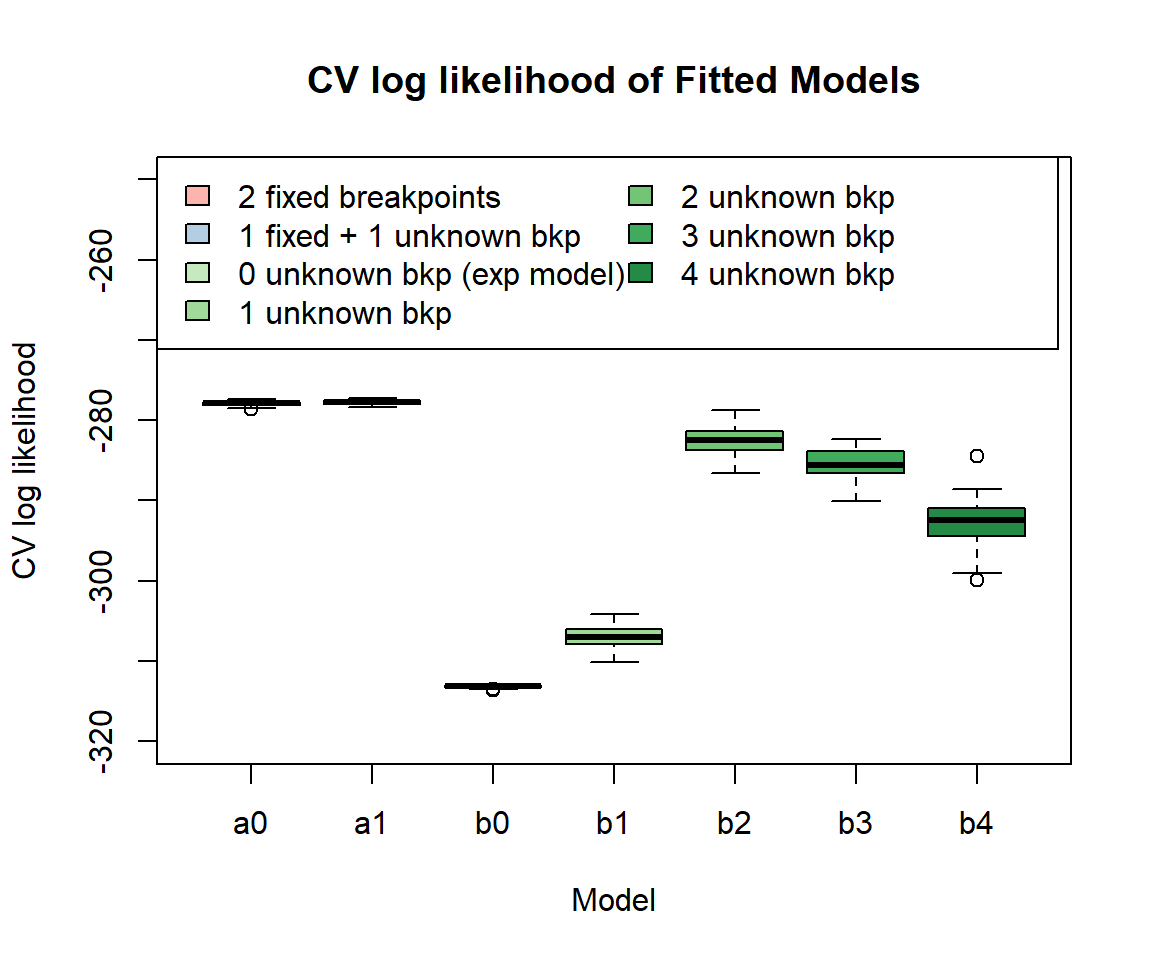 CV log likelihood of Fitted Models
2 fixed breakpoints
1 fixed + 1 unknown bkp
0 unknown bkp (exp model)
1 unknown bkp
2 unknown bkp
3 unknown bkp
4 unknown bkp
CV log likelihood
-260
-280
-300
-320
a0
a1
b0
b1
b2
b3
b4
Model